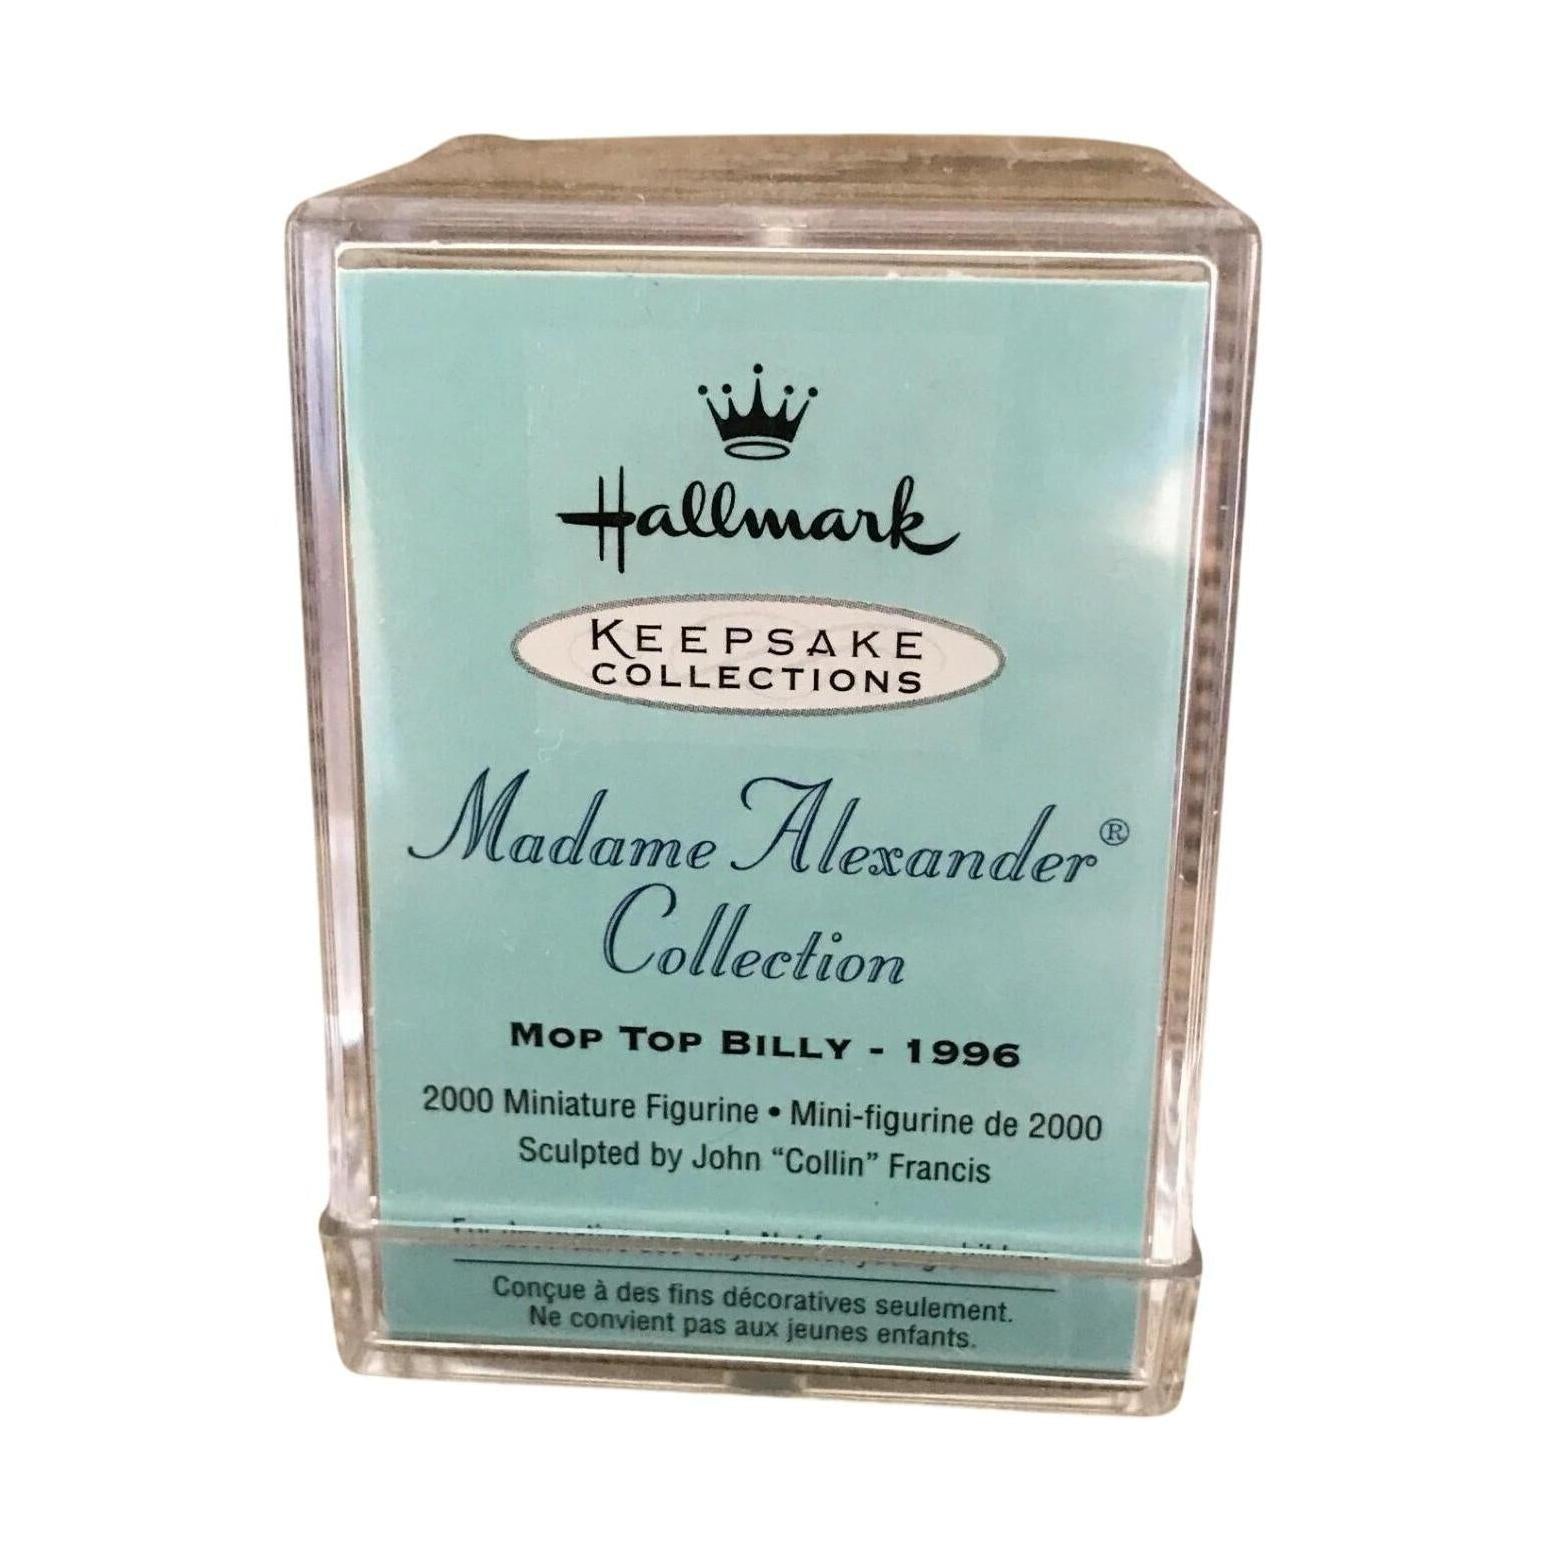 Hallmark
KEEPSAKE
COLLECTIONS
Madame Alexander®
Collection
MOP TOP BILLY - 1996
2000 Miniature Figurine • Mini-figurine de 2000
Sculpted by John “Collin” Francis
For
Conçue à des fins décoratives seulement.
Ne convient pas aux jeunes enfants.